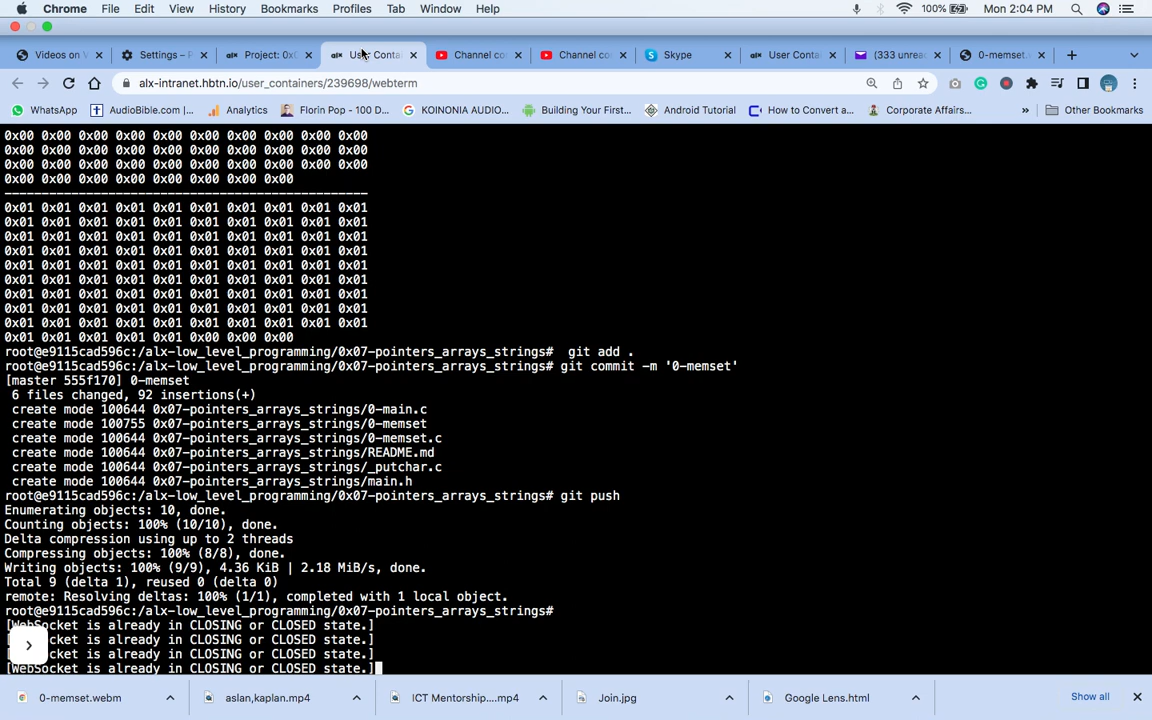 Chrome File Edit View History Bookmarks Profiles Tab Window Help 100% Mon 2:04 PM
Videos on Settings – P Project: 0x0 User Contai Channel co Channel co Skype User Contai (333 unrea 0-memset.
alx-intranet.hbtn.io/user_containers/239698/webterm
WhatsApp AudioBible.com |... Analytics Florin Pop - 100 D... KOINONIA AUDIO... Building Your First... Android Tutorial How to Convert a... Corporate Affairs... » Other Bookmarks
0x00 0x00 0x00 0x00 0x00 0x00 0x00 0x00 0x00 0x00
0x00 0x00 0x00 0x00 0x00 0x00 0x00 0x00 0x00 0x00
0x00 0x00 0x00 0x00 0x00 0x00 0x00 0x00 0x00 0x00
0x00 0x00 0x00 0x00 0x00 0x00 0x00 0x00
-------------------------------------------------
0x01 0x01 0x01 0x01 0x01 0x01 0x01 0x01 0x01 0x01
0x01 0x01 0x01 0x01 0x01 0x01 0x01 0x01 0x01 0x01
0x01 0x01 0x01 0x01 0x01 0x01 0x01 0x01 0x01 0x01
0x01 0x01 0x01 0x01 0x01 0x01 0x01 0x01 0x01 0x01
0x01 0x01 0x01 0x01 0x01 0x01 0x01 0x01 0x01 0x01
0x01 0x01 0x01 0x01 0x01 0x01 0x01 0x01 0x01 0x01
0x01 0x01 0x01 0x01 0x01 0x01 0x01 0x01 0x01 0x01
0x01 0x01 0x01 0x01 0x01 0x01 0x01 0x01 0x01 0x01
0x01 0x01 0x01 0x01 0x01 0x01 0x01 0x01 0x01 0x01
0x01 0x01 0x01 0x01 0x01 0x00 0x00 0x00
root@e9115cad596c:/alx-low_level_programming/0x07-pointers_arrays_strings#  git add .
root@e9115cad596c:/alx-low_level_programming/0x07-pointers_arrays_strings# git commit -m '0-memset'
[master 555f170] 0-memset
6 files changed, 92 insertions(+)
create mode 100644 0x07-pointers_arrays_strings/0-main.c
create mode 100755 0x07-pointers_arrays_strings/0-memset
create mode 100644 0x07-pointers_arrays_strings/0-memset.c
create mode 100644 0x07-pointers_arrays_strings/README.md
create mode 100644 0x07-pointers_arrays_strings/_putchar.c
create mode 100644 0x07-pointers_arrays_strings/main.h
root@e9115cad596c:/alx-low_level_programming/0x07-pointers_arrays_strings# git push
Enumerating objects: 10, done.
Counting objects: 100% (10/10), done.
Delta compression using up to 2 threads
Compressing objects: 100% (8/8), done.
Writing objects: 100% (9/9), 4.36 KiB | 2.18 MiB/s, done.
Total 9 (delta 1), reused 0 (delta 0)
remote: Resolving deltas: 100% (1/1), completed with 1 local object.
root@e9115cad596c:/alx-low_level_programming/0x07-pointers_arrays_strings#
[WebSocket is already in CLOSING or CLOSED state.]
ocket is already in CLOSING or CLOSED state.]
ocket is already in CLOSING or CLOSED state.]
[WebSocket is already in CLOSING or CLOSED state.]
0-memset.webm aslan,kaplan.mp4 ICT Mentorship....mp4 Join.jpg Google Lens.html Show all